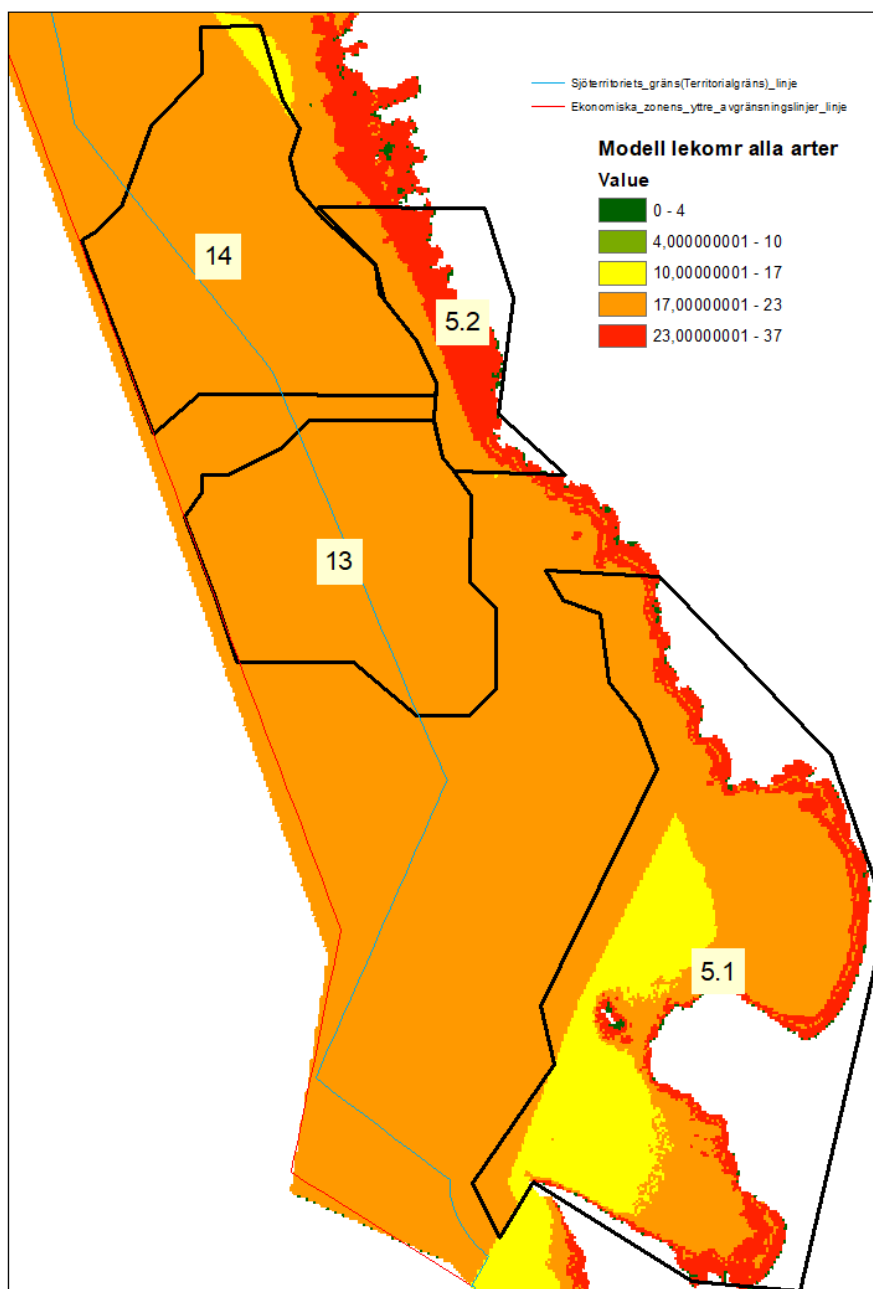 Sjöterritoriets_gräns(Territorialgräns)_linje
Ekonomiska_zonens_yttre_avgränsningslinjer_linje
Modell lekomr alla arter
Value
0 - 4
4,000000001 - 10
10,00000001 - 17
17,00000001 - 23
23,00000001 - 37
14
5.2
13
5.1